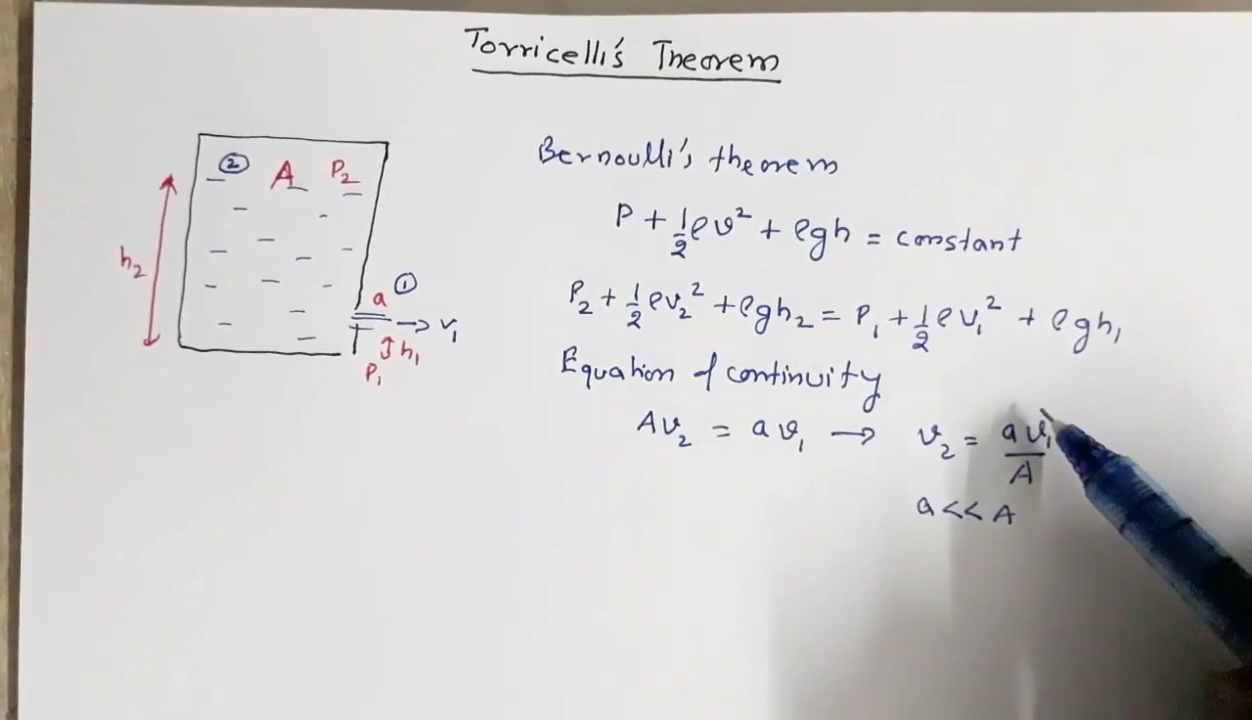 Torricelli's Theorem
② A P₂
h₂
a ①
→ v₁
h₁
P₁
Bernoulli's theorem
P + ½ρv² + ρgh = constant
P₂ + ½ρv₂² + ρgh₂ = P₁ + ½ρv₁² + ρgh₁
Equation of continuity
Av₂ = av₁ → v₂ = av₁/A
a << A